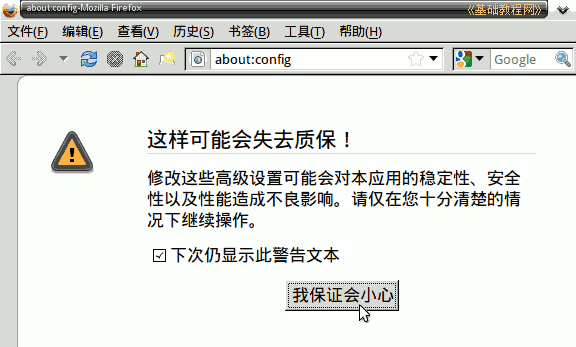 about:config-Mozilla Firefox
《基础教程网》
文件(F) 编辑(E) 查看(V) 历史(S) 书签(B) 工具(T) 帮助(H)
about:config
Google
这样可能会失去质保！
修改这些高级设置可能会对本应用的稳定性、安全
性以及性能造成不良影响。请仅在您十分清楚的情
况下继续操作。
下次仍显示此警告文本
我保证会小心